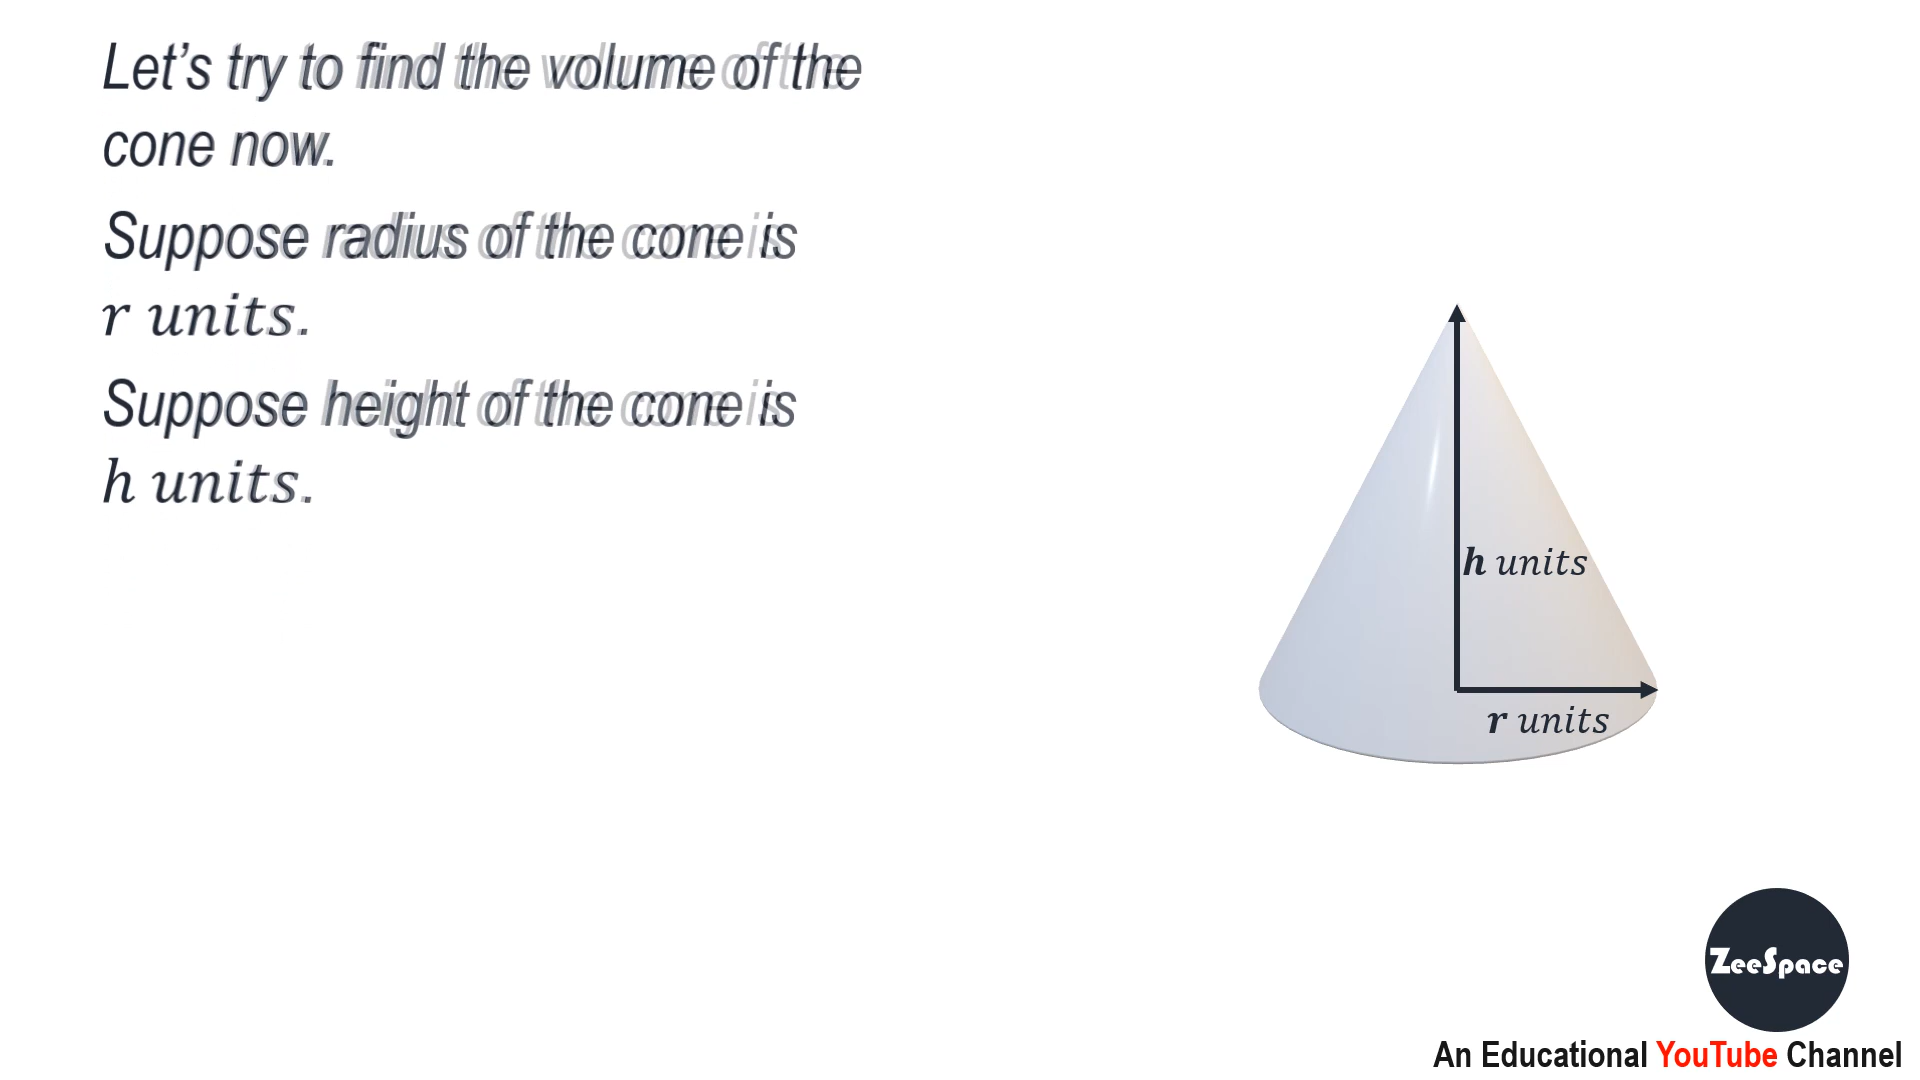 Let's try to find the volume of the
cone now.
Suppose radius of the cone is
r units.
Suppose height of the cone is
h units.
h units
r units
ZeeSpace
An Educational YouTube Channel